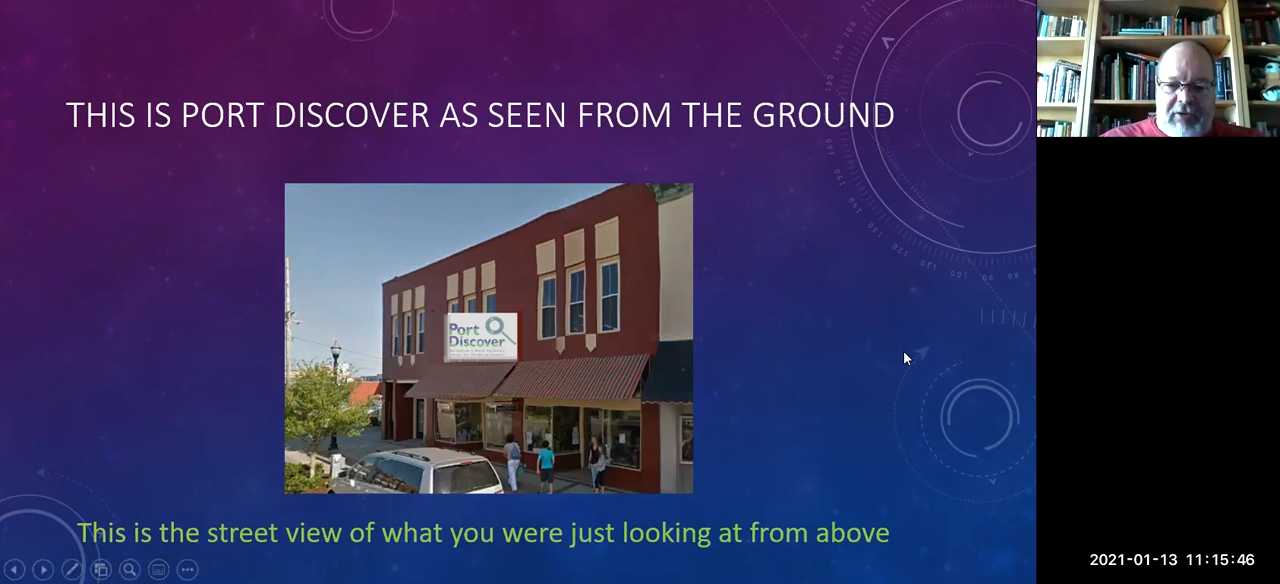 THIS IS PORT DISCOVER AS SEEN FROM THE GROUND
Port
Discover
This is the street view of what you were just looking at from above
2021-01-13 11:15:46